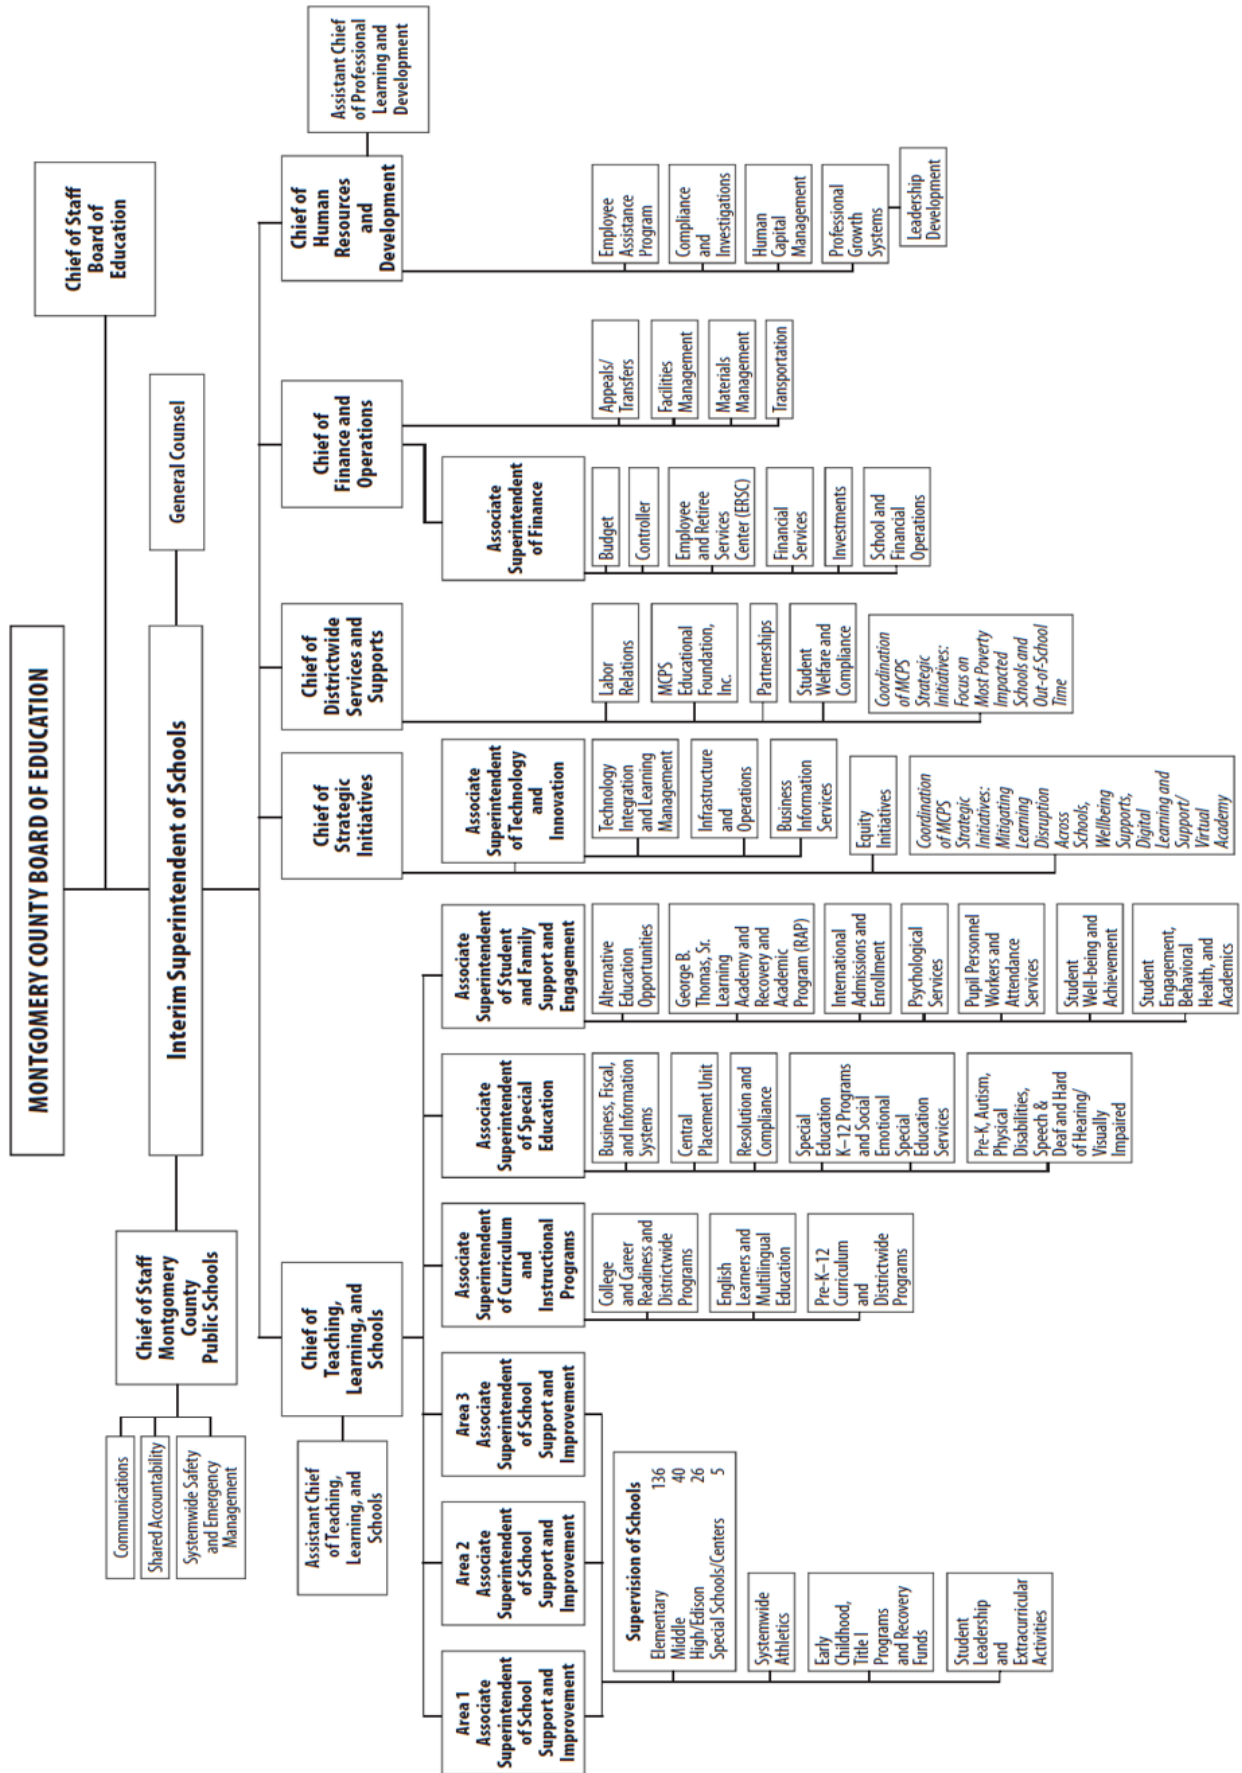 MONTGOMERY COUNTY BOARD OF EDUCATION
Chief of Staff
Board of
Education
Interim Superintendent of Schools
General Counsel
Chief of Staff
Montgomery
County
Public Schools
Communications
Shared Accountability
Systemwide Safety
and Emergency
Management
Chief of
Teaching,
Learning, and
Schools
Assistant Chief
of Teaching,
Learning, and
Schools
Chief of
Strategic
Initiatives
Chief of
Districtwide
Services and
Supports
Chief of
Finance and
Operations
Chief of
Human
Resources
and
Development
Assistant Chief
of Professional
Learning and
Development
Area 1
Associate
Superintendent
of School
Support and
Improvement
Area 2
Associate
Superintendent
of School
Support and
Improvement
Area 3
Associate
Superintendent
of School
Support and
Improvement
Supervision of Schools
Elementary 136
Middle 40
High/Edison 26
Special Schools/Centers 5
Systemwide
Athletics
Early
Childhood,
Title I
Programs
and Recovery
Funds
Student
Leadership
and
Extracurricular
Activities
Associate
Superintendent
of Curriculum
and
Instructional
Programs
College
and Career
Readiness and
Districtwide
Programs
English
Learners and
Multilingual
Education
Pre-K–12
Curriculum
and
Districtwide
Programs
Associate
Superintendent
of Special
Education
Business, Fiscal,
and Information
Systems
Central
Placement Unit
Resolution and
Compliance
Special
Education
K–12 Programs
and Social
Emotional
Special
Education
Services
Pre-K, Autism,
Physical
Disabilities,
Speech &
Deaf and Hard
of Hearing/
Visually
Impaired
Associate
Superintendent
of Student
and Family
Support and
Engagement
Alternative
Education
Opportunities
George B.
Thomas, Sr.
Learning
Academy and
Recovery and
Academic
Program (RAP)
International
Admissions and
Enrollment
Psychological
Services
Pupil Personnel
Workers and
Attendance
Services
Student
Well-being and
Achievement
Student
Engagement,
Behavioral
Health, and
Academics
Associate
Superintendent
of Technology
and
Innovation
Technology
Integration
and Learning
Management
Infrastructure
and
Operations
Business
Information
Services
Equity
Initiatives
Coordination
of MCPS
Strategic
Initiatives:
Mitigating
Learning
Disruption
Across
Schools,
Wellbeing
Supports,
Digital
Learning and
Support/
Virtual
Academy
Labor
Relations
MCPS
Educational
Foundation,
Inc.
Partnerships
Student
Welfare and
Compliance
Coordination
of MCPS
Strategic
Initiatives:
Focus on
Most Poverty
Impacted
Schools and
Out-of-School
Time
Associate
Superintendent
of Finance
Budget
Controller
Employee
and Retiree
Services
Center (ERSC)
Financial
Services
Investments
School and
Financial
Operations
Appeals/
Transfers
Facilities
Management
Materials
Management
Transportation
Employee
Assistance
Program
Compliance
and
Investigations
Human
Capital
Management
Professional
Growth
Systems
Leadership
Development